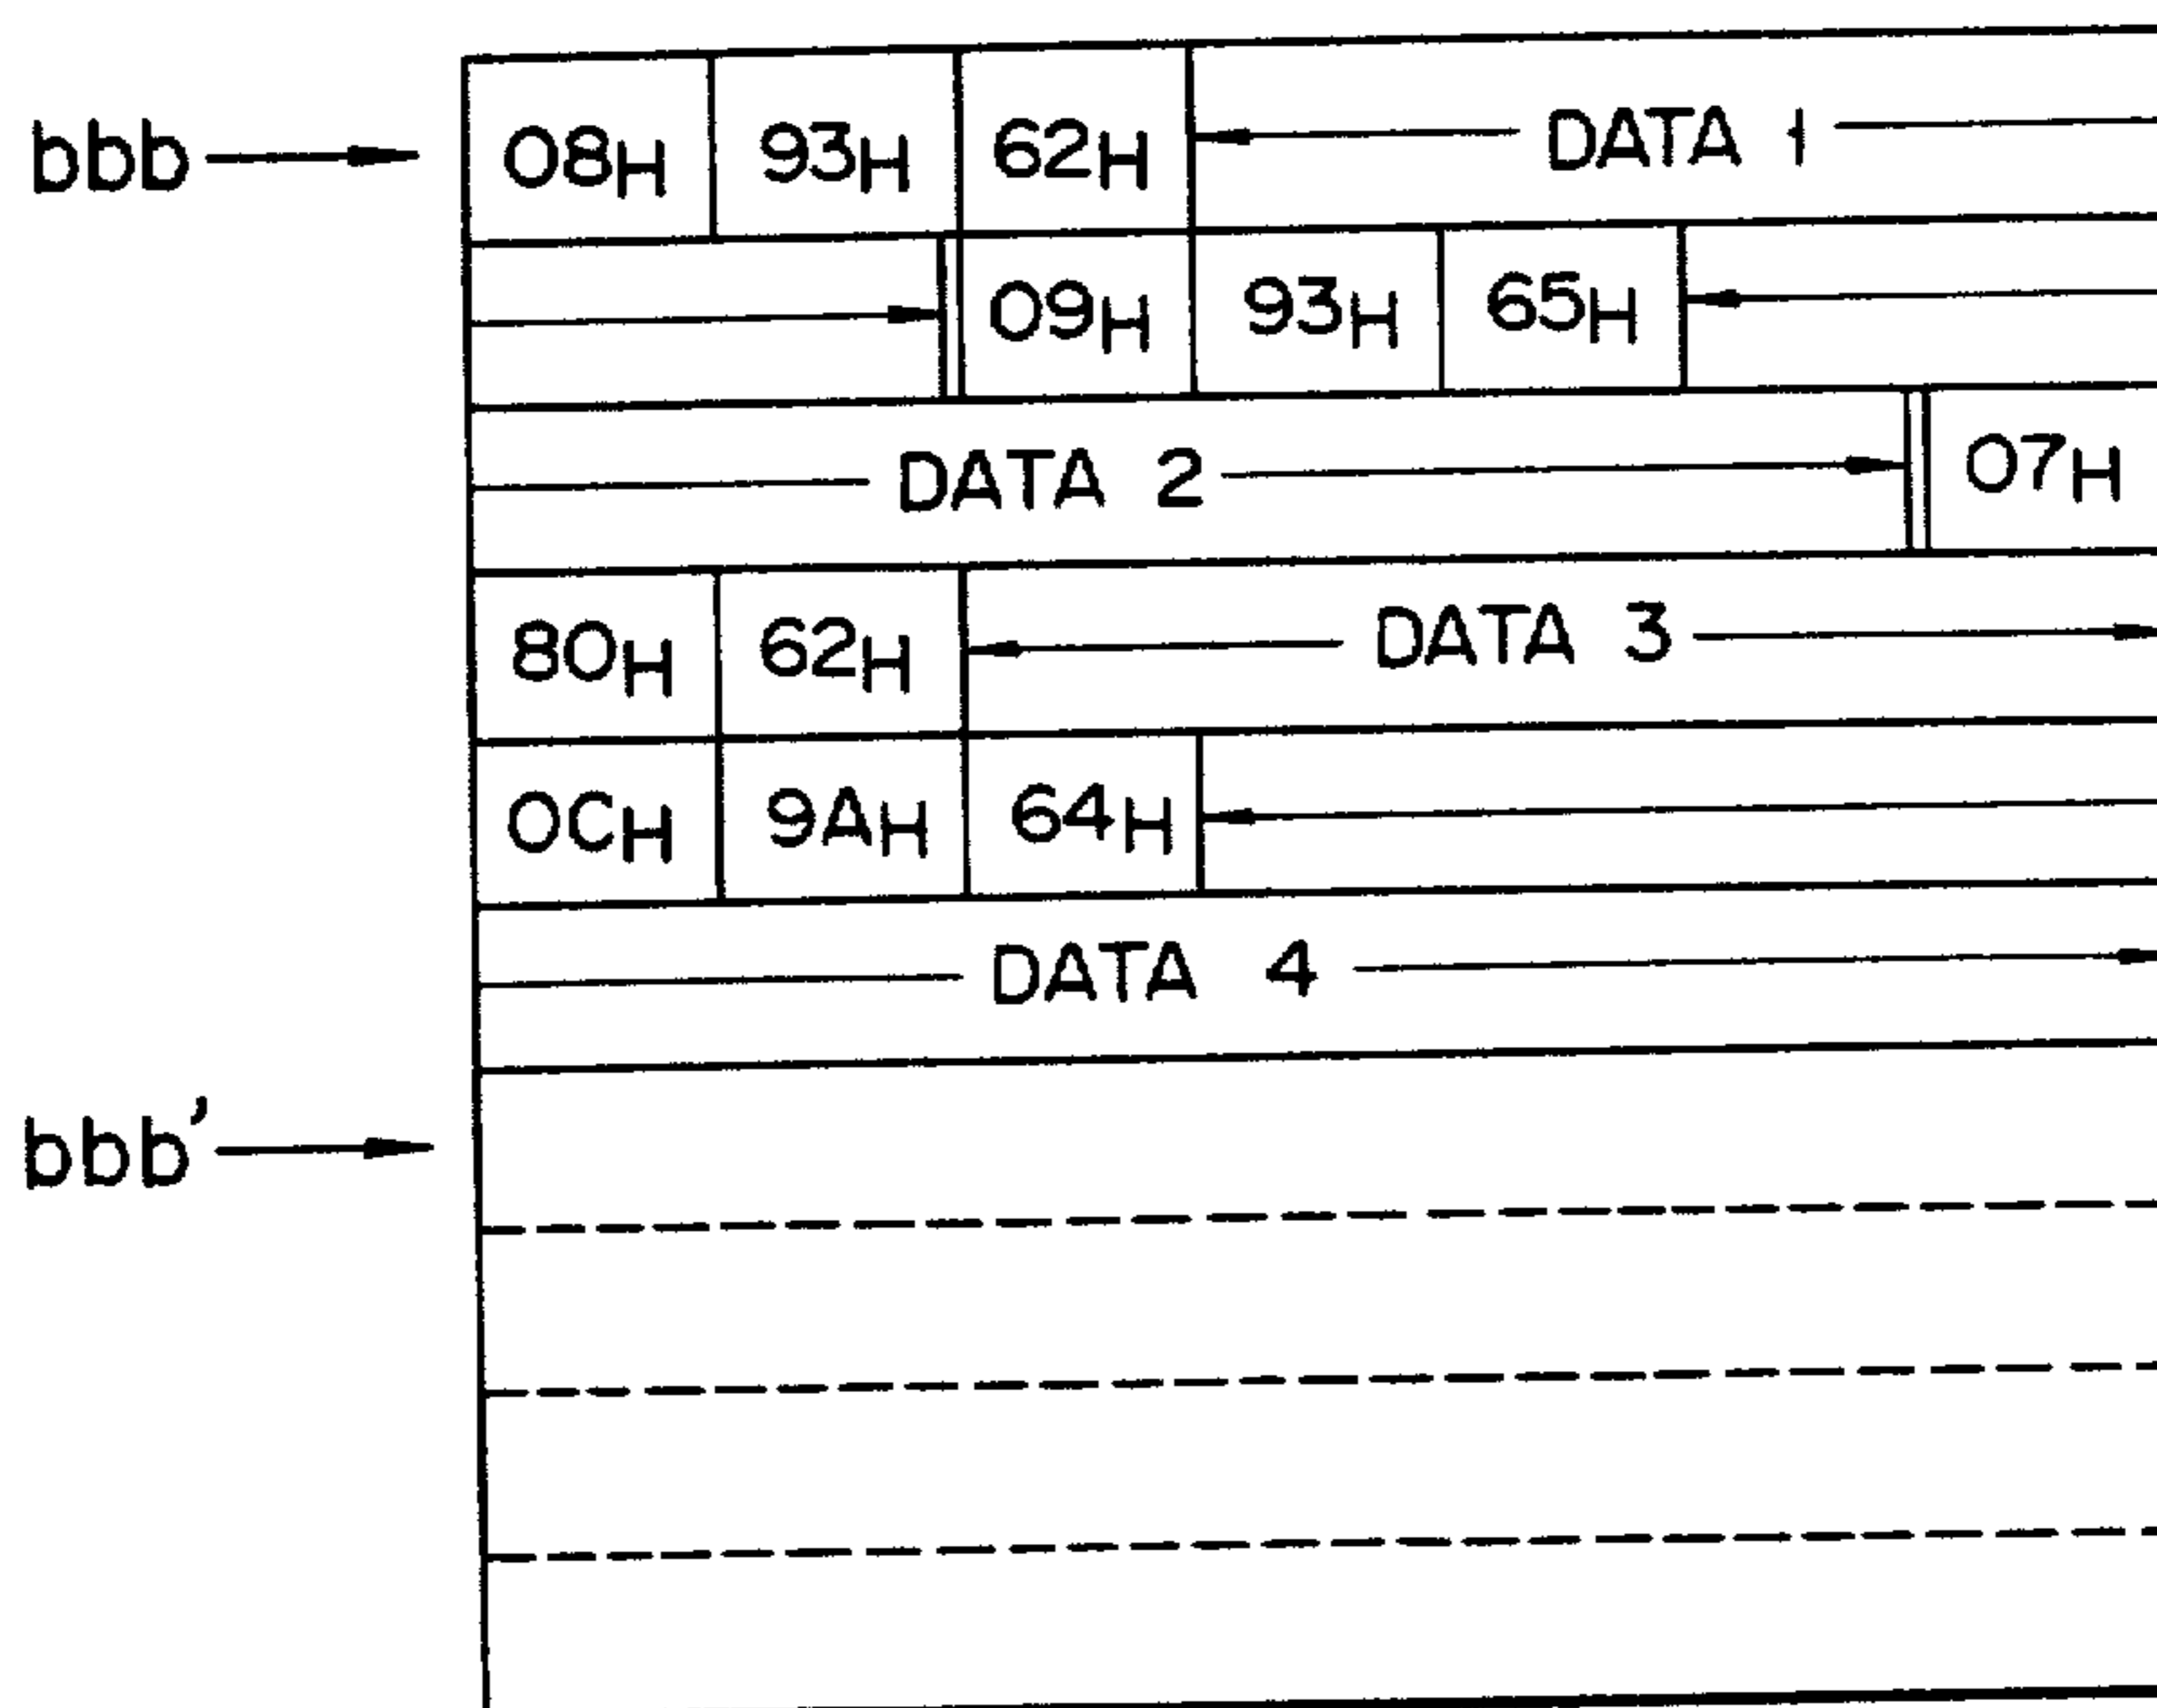 bbb 08H 93H 62H DATA 1
09H 93H 65H
DATA 2 07H
80H 62H DATA 3
0CH 9AH 64H
DATA 4
bbb'